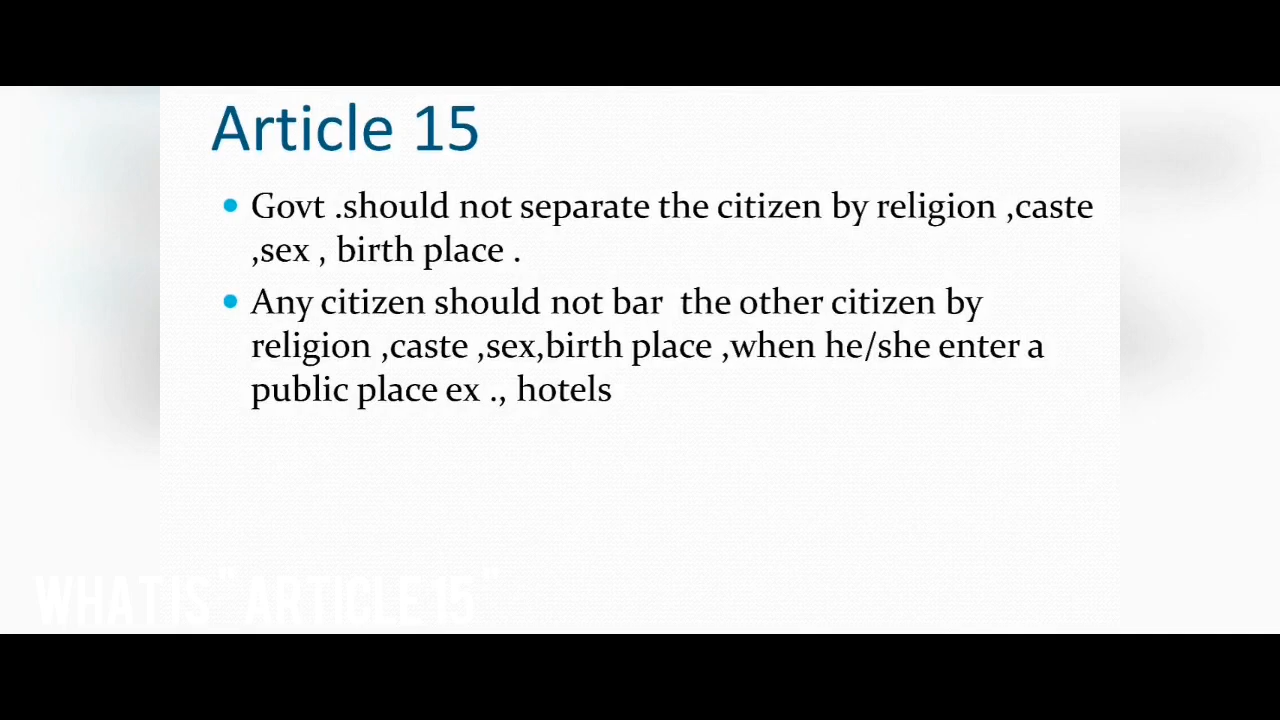 Article 15
Govt .should not separate the citizen by religion ,caste
,sex , birth place .
Any citizen should not bar  the other citizen by
religion ,caste ,sex,birth place ,when he/she enter a
public place ex ., hotels
WHAT IS " ARTICLE 15 "